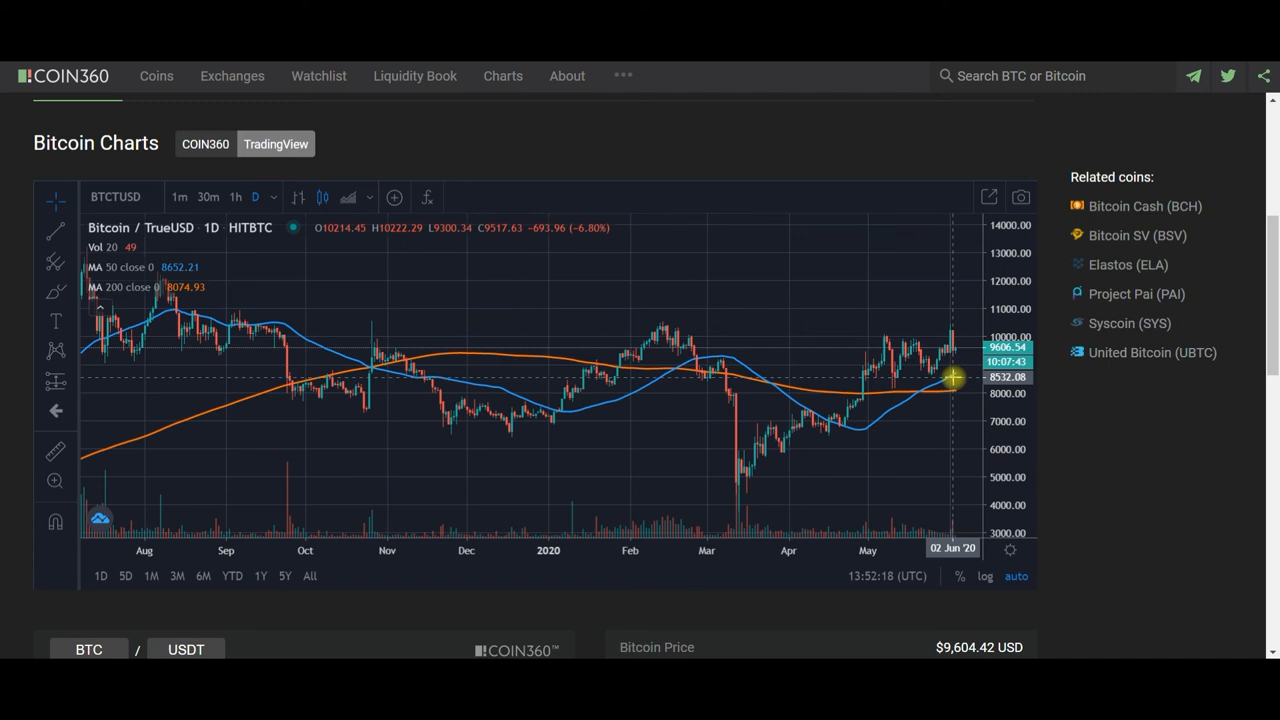 COIN360 Coins Exchanges Watchlist Liquidity Book Charts About ••• Search BTC or Bitcoin
Bitcoin Charts COIN360 TradingView
Related coins:
Bitcoin Cash (BCH)
Bitcoin SV (BSV)
Elastos (ELA)
Project Pai (PAI)
Syscoin (SYS)
United Bitcoin (UBTC)
BTCTUSD 1m 30m 1h D
Bitcoin / TrueUSD · 1D · HITBTC O10214.45 H10222.29 L9300.34 C9517.63 -693.96 (-6.80%)
Vol 20 49
MA 50 close 0 8652.21
MA 200 close 0 8074.93
14000.00
13000.00
12000.00
11000.00
10000.00
9606.54
10:07:43
8532.08
8000.00
7000.00
6000.00
5000.00
4000.00
3000.00
Aug Sep Oct Nov Dec 2020 Feb Mar Apr May 02 Jun '20
1D 5D 1M 3M 6M YTD 1Y 5Y All 13:52:18 (UTC) % log auto
BTC / USDT COIN360™
Bitcoin Price $9,604.42 USD